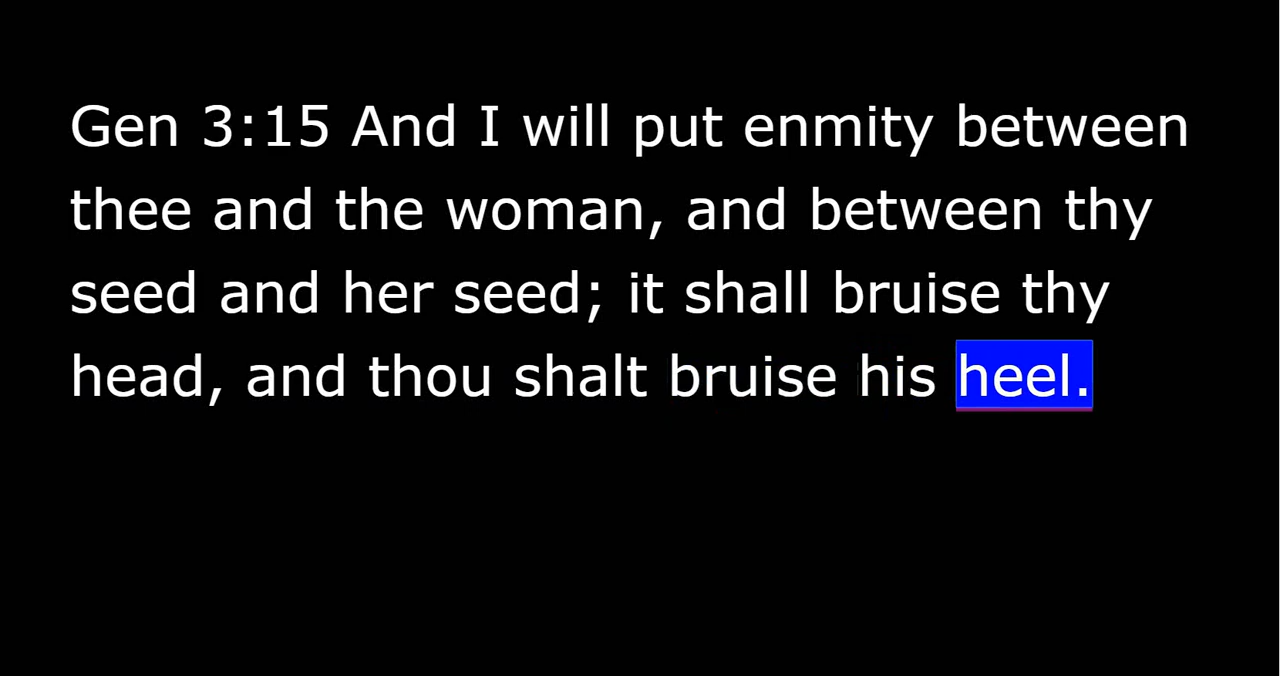 Gen 3:15 And I will put enmity between
thee and the woman, and between thy
seed and her seed; it shall bruise thy
head, and thou shalt bruise his heel.